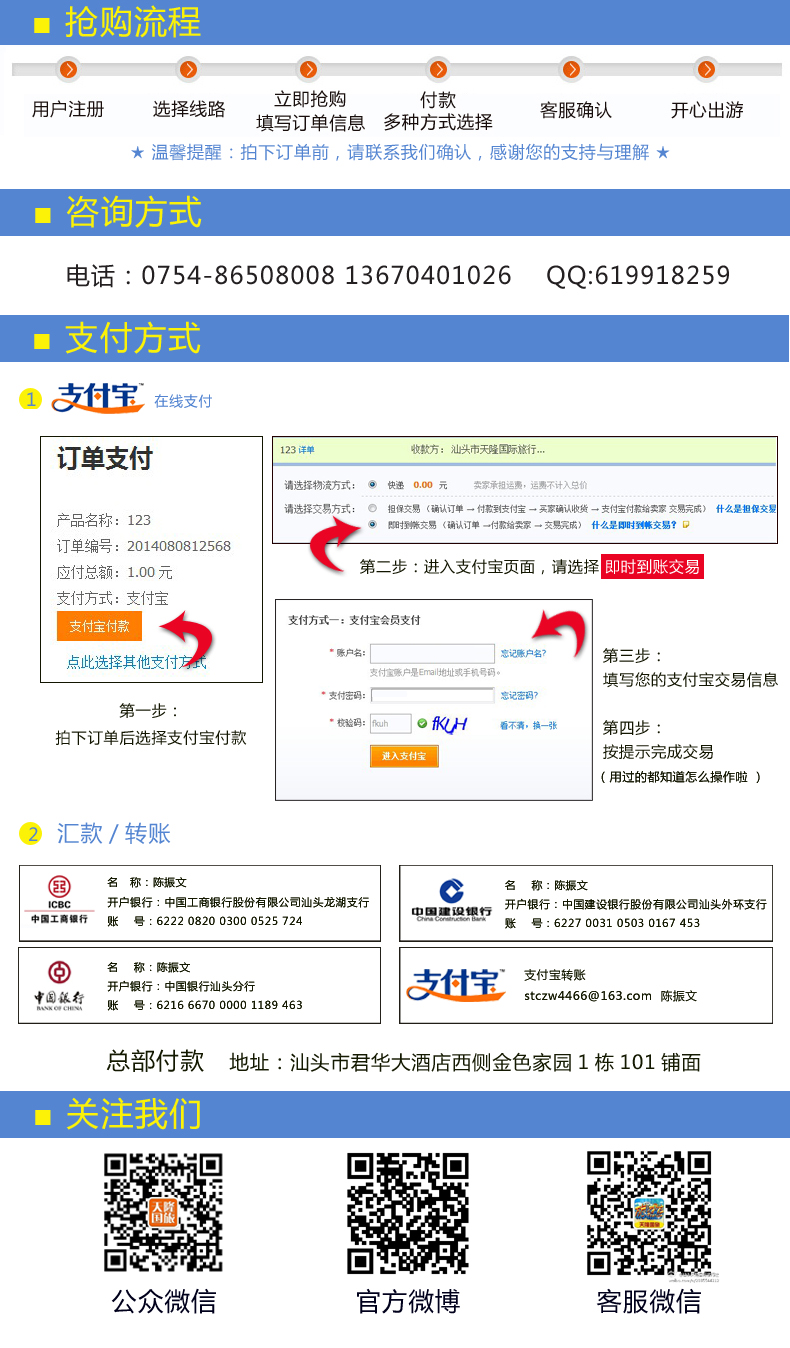 抢购流程
用户注册
选择线路
立即抢购
填写订单信息
付款
多种方式选择
客服确认
开心出游
★ 温馨提醒：拍下订单前，请联系我们确认，感谢您的支持与理解 ★
咨询方式
电话：0754-86508008 13670401026 QQ:619918259
支付方式
1 支付宝™ 在线支付
订单支付
产品名称：123
订单编号：2014080812568
应付总额：1.00 元
支付方式：支付宝
支付宝付款
点此选择其他支付方式
第一步：
拍下订单后选择支付宝付款
123 详单 收款方： 汕头市天隆国际旅行...
请选择物流方式： 快递 0.00 元 卖家承担运费，运费不计入总价
请选择交易方式： 担保交易 （确认订单 → 付款到支付宝 → 买家确认收货 → 支付宝付款给卖家 交易完成） 什么是担保交易
即时到帐交易 （确认订单 →付款给卖家 → 交易完成） 什么是即时到帐交易？
第二步：进入支付宝页面，请选择 即时到账交易
支付方式一：支付宝会员支付
* 账户名： 忘记账户名?
支付宝账户是Email地址或手机号码。
* 支付密码： 忘记密码?
* 校验码： fkuh fKUH 看不清，换一张
进入支付宝
第三步：
填写您的支付宝交易信息
第四步：
按提示完成交易
（ 用过的都知道怎么操作啦 ）
2 汇款 / 转账
ICBC
中国工商银行
名 称：陈振文
开户银行：中国工商银行股份有限公司汕头龙湖支行
账 号：6222 0820 0300 0525 724
中国建设银行
China Construction Bank
名 称：陈振文
开户银行：中国建设银行股份有限公司汕头外环支行
账 号：6227 0031 0503 0167 453
中国银行
BANK OF CHINA
名 称：陈振文
开户银行：中国银行汕头分行
账 号：6216 6670 0000 1189 463
支付宝™
支付宝转账
stczw4466@163.com 陈振文
总部付款 地址：汕头市君华大酒店西侧金色家园 1 栋 101 铺面
关注我们
天隆
国旅
天隆国旅
公众微信
官方微博
客服微信